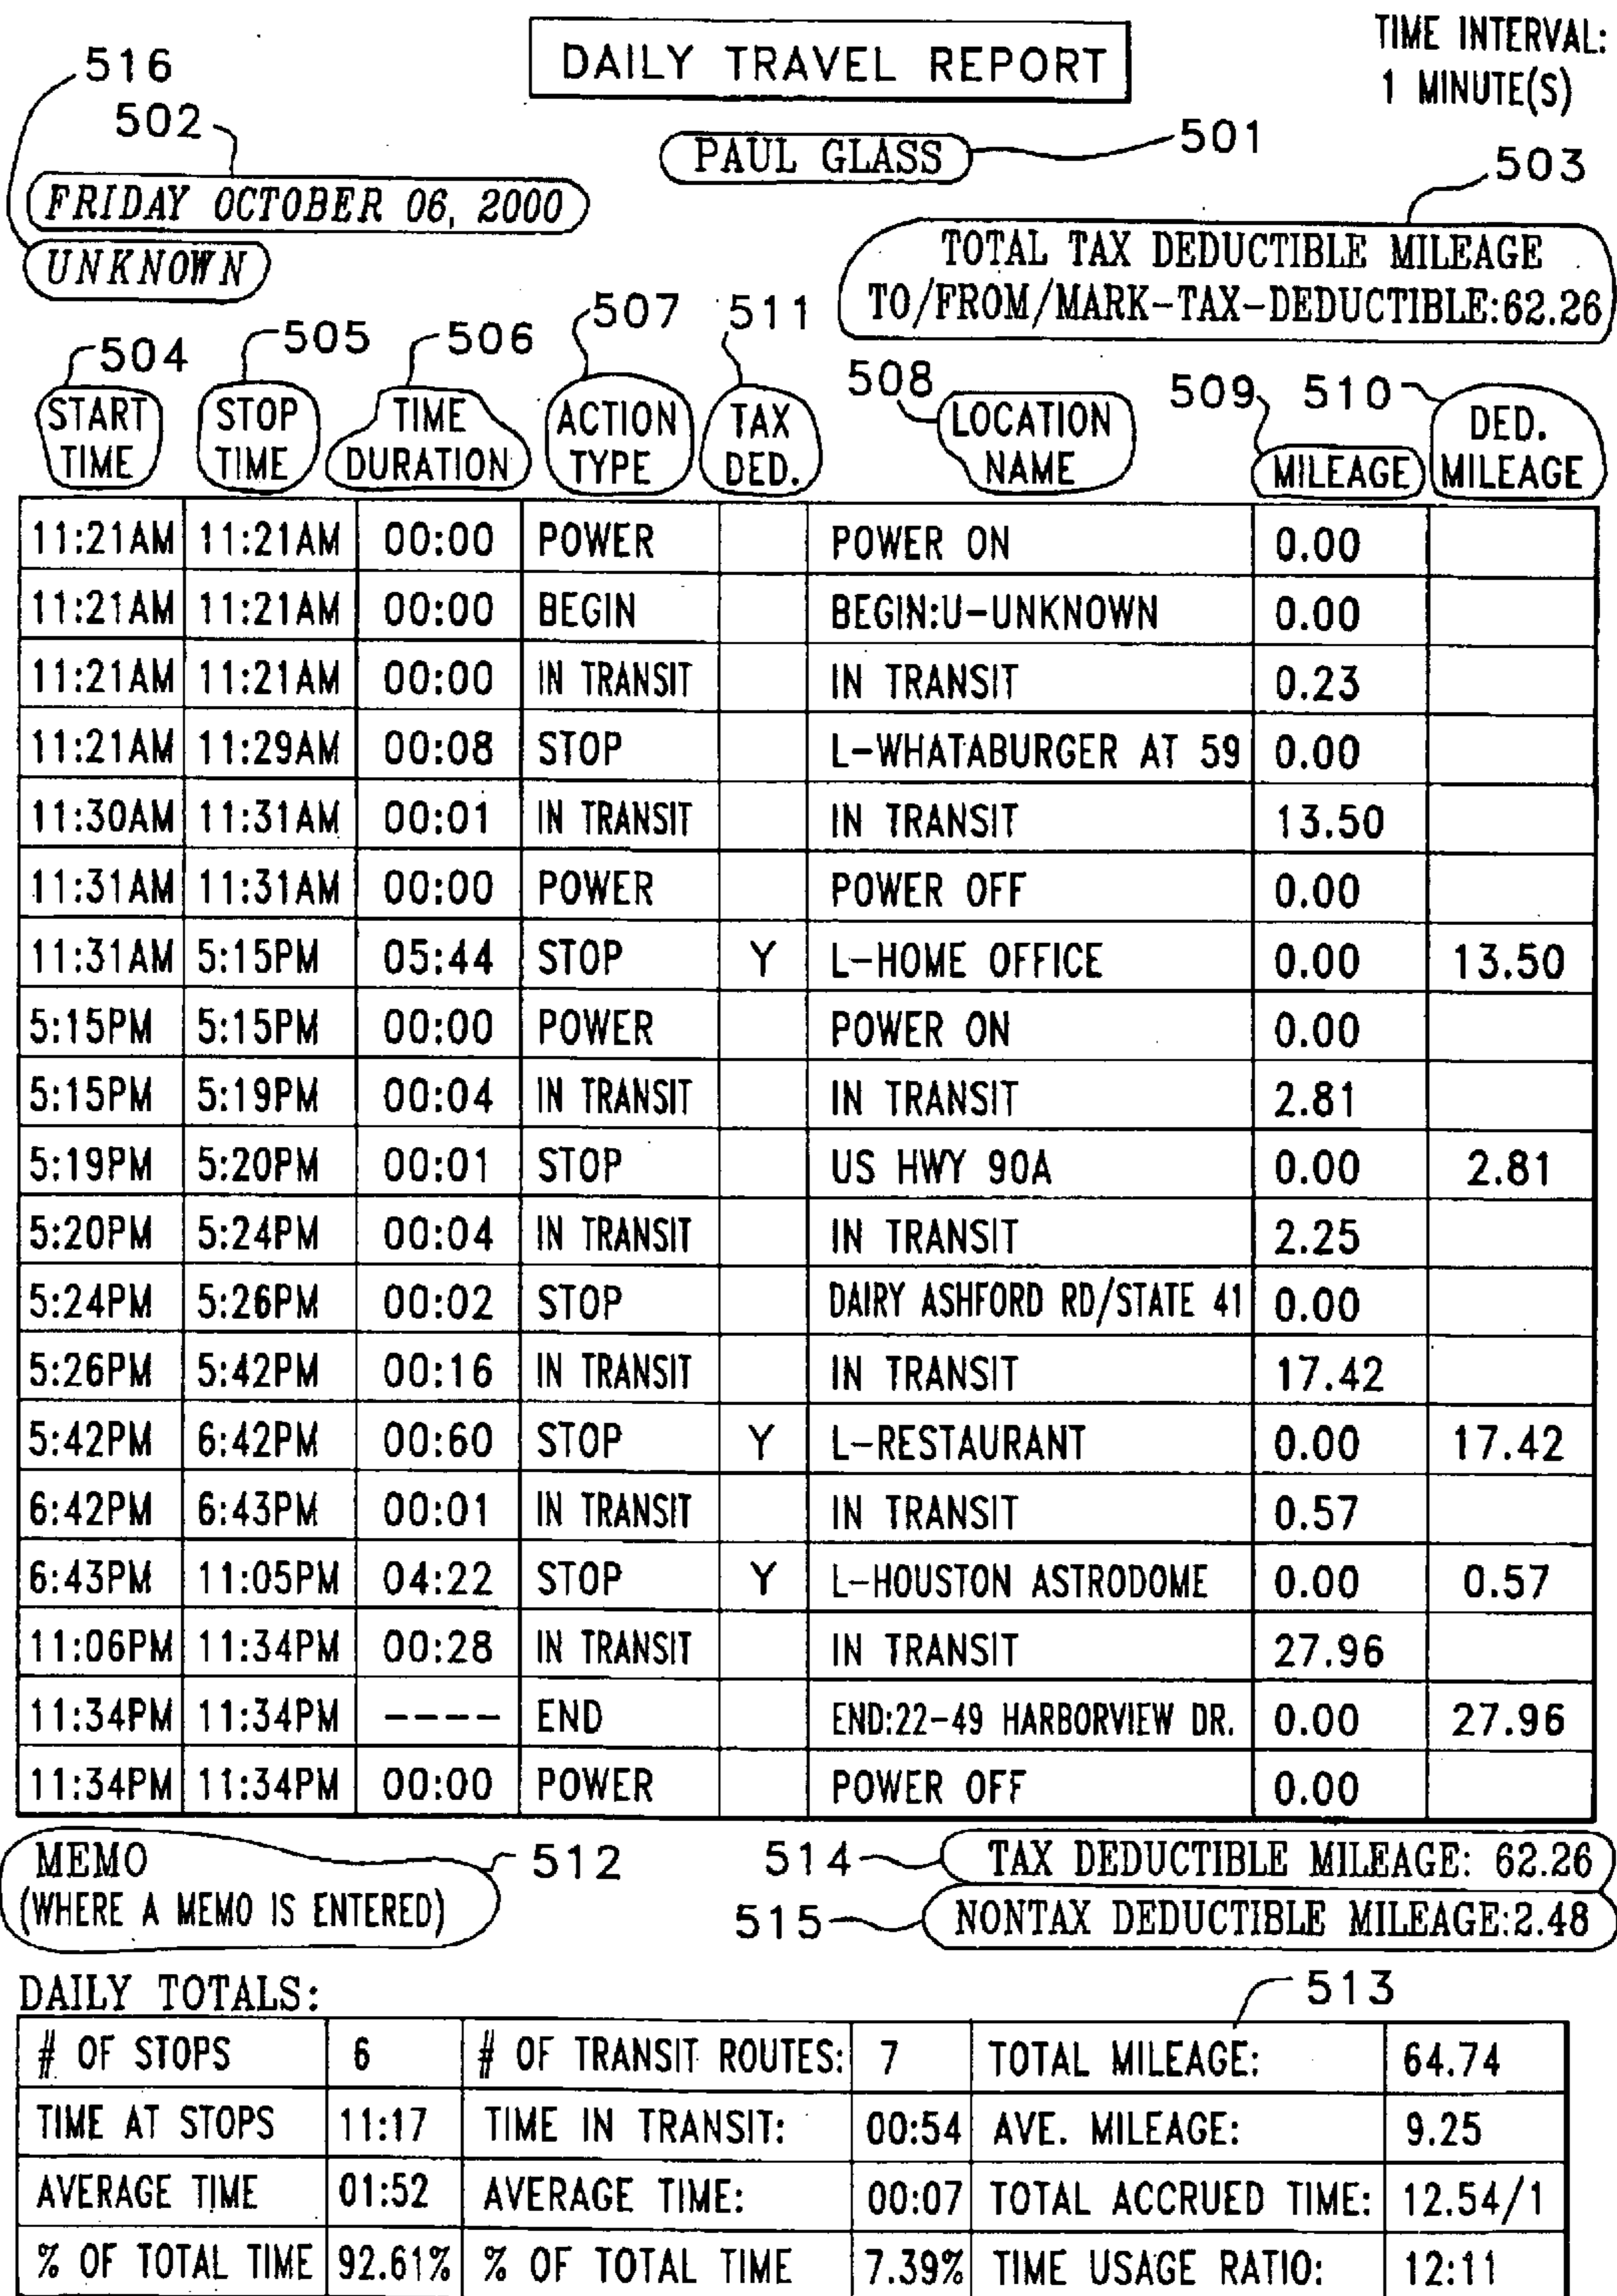 DAILY TRAVEL REPORT
TIME INTERVAL:
1 MINUTE(S)
516
502
PAUL GLASS
501
503
FRIDAY OCTOBER 06, 2000
UNKNOWN
TOTAL TAX DEDUCTIBLE MILEAGE
TO/FROM/MARK-TAX-DEDUCTIBLE:62.26
504 505 506 507 511 508 509 510
START TIME STOP TIME TIME DURATION ACTION TYPE TAX DED. LOCATION NAME MILEAGE DED. MILEAGE
11:21AM 11:21AM 00:00 POWER POWER ON 0.00
11:21AM 11:21AM 00:00 BEGIN BEGIN:U-UNKNOWN 0.00
11:21AM 11:21AM 00:00 IN TRANSIT IN TRANSIT 0.23
11:21AM 11:29AM 00:08 STOP L-WHATABURGER AT 59 0.00
11:30AM 11:31AM 00:01 IN TRANSIT IN TRANSIT 13.50
11:31AM 11:31AM 00:00 POWER POWER OFF 0.00
11:31AM 5:15PM 05:44 STOP Y L-HOME OFFICE 0.00 13.50
5:15PM 5:15PM 00:00 POWER POWER ON 0.00
5:15PM 5:19PM 00:04 IN TRANSIT IN TRANSIT 2.81
5:19PM 5:20PM 00:01 STOP US HWY 90A 0.00 2.81
5:20PM 5:24PM 00:04 IN TRANSIT IN TRANSIT 2.25
5:24PM 5:26PM 00:02 STOP DAIRY ASHFORD RD/STATE 41 0.00
5:26PM 5:42PM 00:16 IN TRANSIT IN TRANSIT 17.42
5:42PM 6:42PM 00:60 STOP Y L-RESTAURANT 0.00 17.42
6:42PM 6:43PM 00:01 IN TRANSIT IN TRANSIT 0.57
6:43PM 11:05PM 04:22 STOP Y L-HOUSTON ASTRODOME 0.00 0.57
11:06PM 11:34PM 00:28 IN TRANSIT IN TRANSIT 27.96
11:34PM 11:34PM ---- END END:22-49 HARBORVIEW DR. 0.00 27.96
11:34PM 11:34PM 00:00 POWER POWER OFF 0.00
MEMO
(WHERE A MEMO IS ENTERED)
512
514 TAX DEDUCTIBLE MILEAGE: 62.26
515 NONTAX DEDUCTIBLE MILEAGE:2.48
DAILY TOTALS:
513
# OF STOPS 6 # OF TRANSIT ROUTES: 7 TOTAL MILEAGE: 64.74
TIME AT STOPS 11:17 TIME IN TRANSIT: 00:54 AVE. MILEAGE: 9.25
AVERAGE TIME 01:52 AVERAGE TIME: 00:07 TOTAL ACCRUED TIME: 12.54/1
% OF TOTAL TIME 92.61% % OF TOTAL TIME 7.39% TIME USAGE RATIO: 12:11